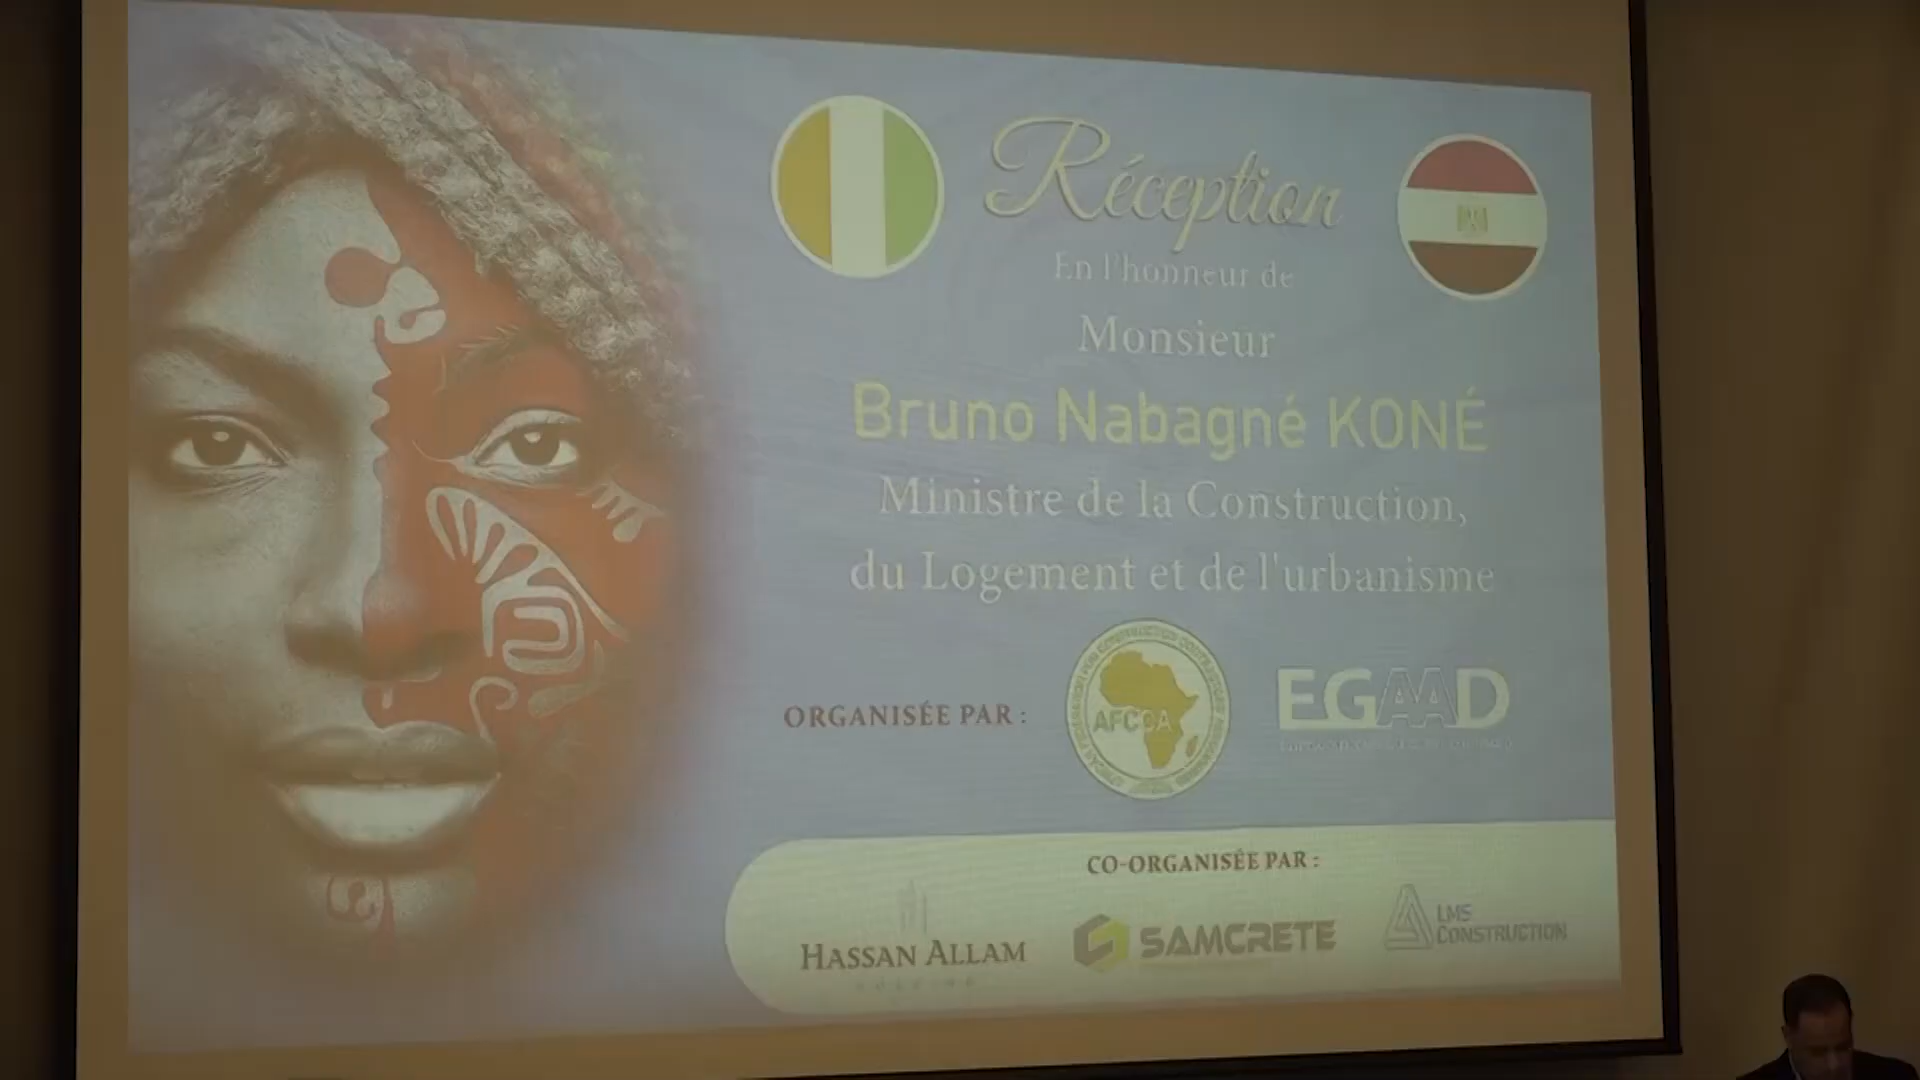 Réception
En l'honneur de
Monsieur
Bruno Nabagné KONÉ
Ministre de la Construction,
du Logement et de l'urbanisme
ORGANISÉE PAR :
AFCCA
EGAAD
CO-ORGANISÉE PAR :
HASSAN ALLAM
HOLDING
SAMCRETE
LMS
CONSTRUCTION